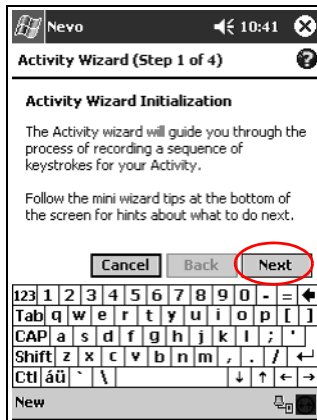 Nevo 10:41
Activity Wizard (Step 1 of 4) ?
Activity Wizard Initialization
The Activity wizard will guide you through the
process of recording a sequence of
keystrokes for your Activity.
Follow the mini wizard tips at the bottom of
the screen for hints about what to do next.
Cancel Back Next
123 1 2 3 4 5 6 7 8 9 0 - =
Tab q w e r t y u i o p [ ]
CAP a s d f g h j k l ; '
Shift z x c v b n m , . /
Ctl áü ` \
New